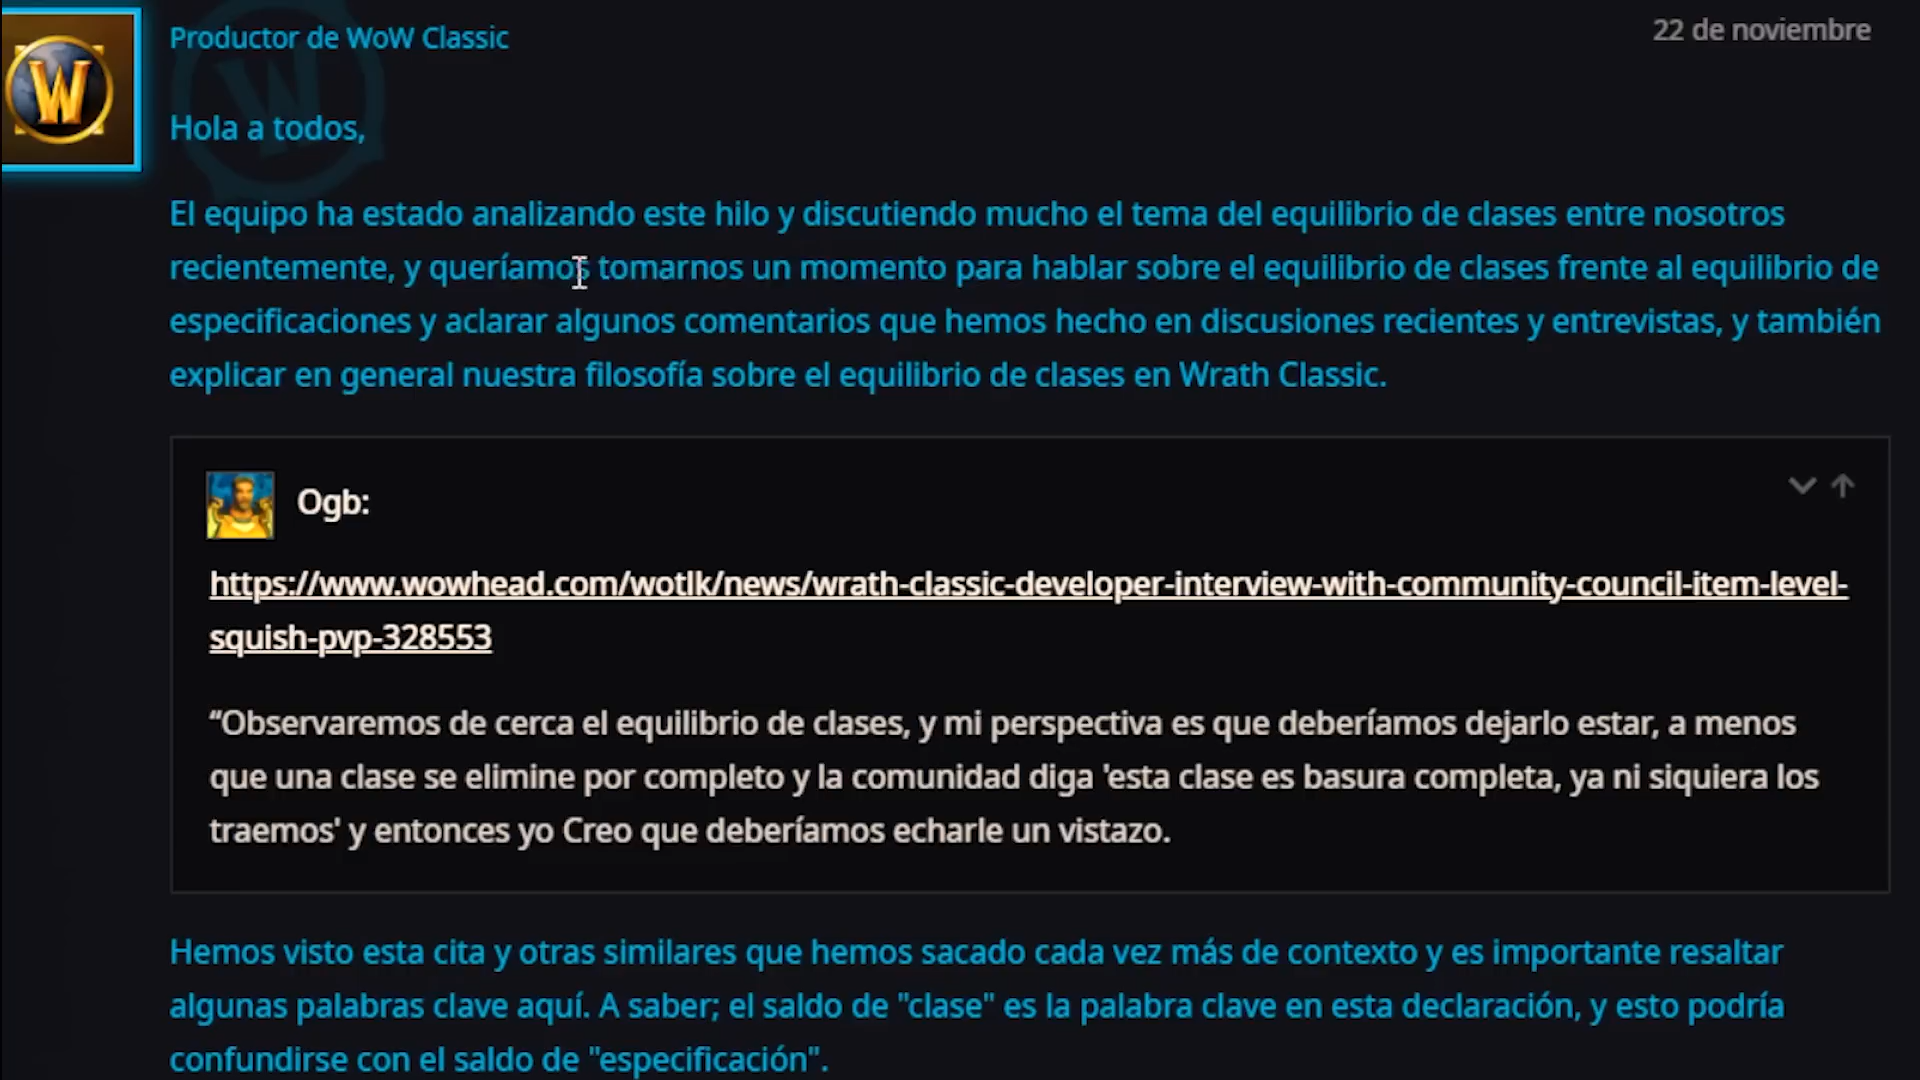 Productor de WoW Classic
22 de noviembre
W
Hola a todos,
El equipo ha estado analizando este hilo y discutiendo mucho el tema del equilibrio de clases entre nosotros
recientemente, y queríamos tomarnos un momento para hablar sobre el equilibrio de clases frente al equilibrio de
especificaciones y aclarar algunos comentarios que hemos hecho en discusiones recientes y entrevistas, y también
explicar en general nuestra filosofía sobre el equilibrio de clases en Wrath Classic.
Ogb:
https://www.wowhead.com/wotlk/news/wrath-classic-developer-interview-with-community-council-item-level-
squish-pvp-328553
“Observaremos de cerca el equilibrio de clases, y mi perspectiva es que deberíamos dejarlo estar, a menos
que una clase se elimine por completo y la comunidad diga 'esta clase es basura completa, ya ni siquiera los
traemos' y entonces yo Creo que deberíamos echarle un vistazo.
Hemos visto esta cita y otras similares que hemos sacado cada vez más de contexto y es importante resaltar
algunas palabras clave aquí. A saber; el saldo de "clase" es la palabra clave en esta declaración, y esto podría
confundirse con el saldo de "especificación".